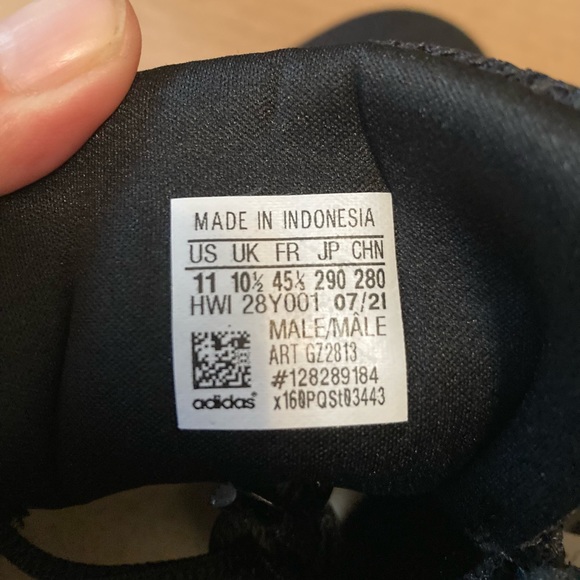 MADE IN INDONESIA
US UK FR JP CHN
11 10½ 45⅓ 290 280
HWI 28Y001 07/21
MALE/MÂLE
ART GZ2813
#128289184
adidas® x160PQSt03443